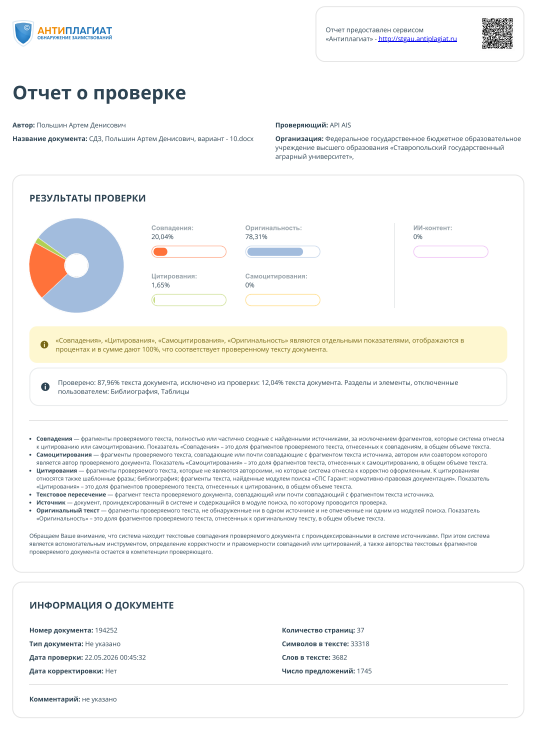 АНТИПЛАГИАТ
ОБНАРУЖЕНИЕ ЗАИМСТВОВАНИЙ
Отчет предоставлен сервисом
«Антиплагиат» - http://stgau.antiplagiat.ru
Отчет о проверке
Автор: Польшин Артем Денисович
Название документа: СДЗ, Польшин Артем Денисович, вариант - 10.docx
Проверяющий: API AIS
Организация: Федеральное государственное бюджетное образовательное
учреждение высшего образования «Ставропольский государственный
аграрный университет»,
РЕЗУЛЬТАТЫ ПРОВЕРКИ
Совпадения:
20,04%
Оригинальность:
78,31%
ИИ-контент:
0%
Цитирования:
1,65%
Самоцитирования:
0%
«Совпадения», «Цитирования», «Самоцитирования», «Оригинальность» являются отдельными показателями, отображаются в
процентах и в сумме дают 100%, что соответствует проверенному тексту документа.
Проверено: 87,96% текста документа, исключено из проверки: 12,04% текста документа. Разделы и элементы, отключенные
пользователем: Библиография, Таблицы
• Совпадения — фрагменты проверяемого текста, полностью или частично сходные с найденными источниками, за исключением фрагментов, которые система отнесла
к цитированию или самоцитированию. Показатель «Совпадения» – это доля фрагментов проверяемого текста, отнесенных к совпадениям, в общем объеме текста.
• Самоцитирования — фрагменты проверяемого текста, совпадающие или почти совпадающие с фрагментом текста источника, автором или соавтором которого
является автор проверяемого документа. Показатель «Самоцитирования» – это доля фрагментов текста, отнесенных к самоцитированию, в общем объеме текста.
• Цитирования — фрагменты проверяемого текста, которые не являются авторскими, но которые система отнесла к корректно оформленным. К цитированиям
относятся также шаблонные фразы; библиография; фрагменты текста, найденные модулем поиска «СПС Гарант: нормативно-правовая документация». Показатель
«Цитирования» – это доля фрагментов проверяемого текста, отнесенных к цитированию, в общем объеме текста.
• Текстовое пересечение — фрагмент текста проверяемого документа, совпадающий или почти совпадающий с фрагментом текста источника.
• Источник — документ, проиндексированный в системе и содержащийся в модуле поиска, по которому проводится проверка.
• Оригинальный текст — фрагменты проверяемого текста, не обнаруженные ни в одном источнике и не отмеченные ни одним из модулей поиска. Показатель
«Оригинальность» – это доля фрагментов проверяемого текста, отнесенных к оригинальному тексту, в общем объеме текста.
Обращаем Ваше внимание, что система находит текстовые совпадения проверяемого документа с проиндексированными в системе источниками. При этом система
является вспомогательным инструментом, определение корректности и правомерности совпадений или цитирований, а также авторства текстовых фрагментов
проверяемого документа остается в компетенции проверяющего.
ИНФОРМАЦИЯ О ДОКУМЕНТЕ
Номер документа: 194252
Тип документа: Не указано
Дата проверки: 22.05.2026 00:45:32
Дата корректировки: Нет
Количество страниц: 37
Символов в тексте: 33318
Слов в тексте: 3682
Число предложений: 1745
Комментарий: не указано